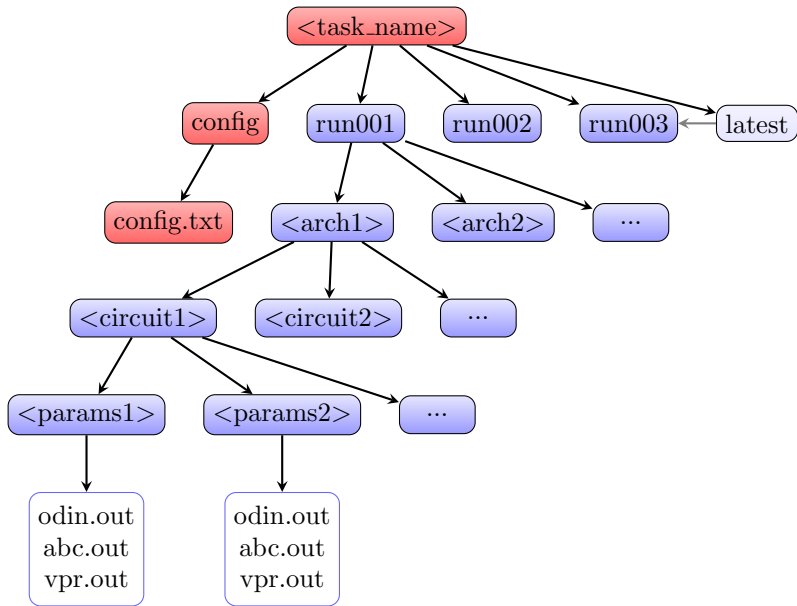 <task_name>
config
run001
run002
run003
latest
config.txt
<arch1>
<arch2>
...
<circuit1>
<circuit2>
...
<params1>
<params2>
...
odin.out
abc.out
vpr.out
odin.out
abc.out
vpr.out